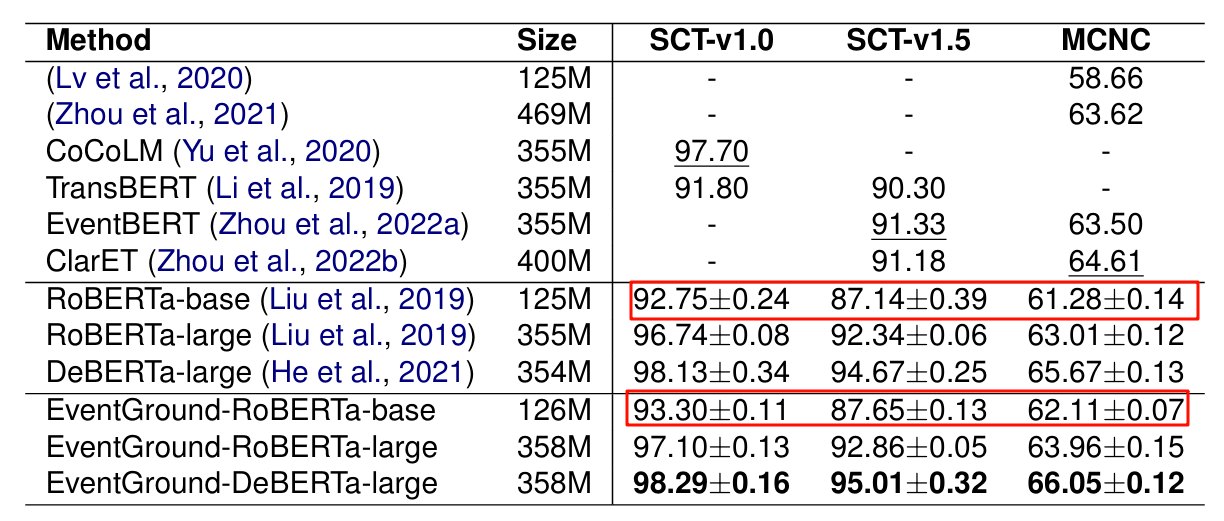 Method Size SCT-v1.0 SCT-v1.5 MCNC
(Lv et al., 2020) 125M - - 58.66
(Zhou et al., 2021) 469M - - 63.62
CoCoLM (Yu et al., 2020) 355M 97.70 - -
TransBERT (Li et al., 2019) 355M 91.80 90.30 -
EventBERT (Zhou et al., 2022a) 355M - 91.33 63.50
ClarET (Zhou et al., 2022b) 400M - 91.18 64.61
RoBERTa-base (Liu et al., 2019) 125M 92.75±0.24 87.14±0.39 61.28±0.14
RoBERTa-large (Liu et al., 2019) 355M 96.74±0.08 92.34±0.06 63.01±0.12
DeBERTa-large (He et al., 2021) 354M 98.13±0.34 94.67±0.25 65.67±0.13
EventGround-RoBERTa-base 126M 93.30±0.11 87.65±0.13 62.11±0.07
EventGround-RoBERTa-large 358M 97.10±0.13 92.86±0.05 63.96±0.15
EventGround-DeBERTa-large 358M 98.29±0.16 95.01±0.32 66.05±0.12